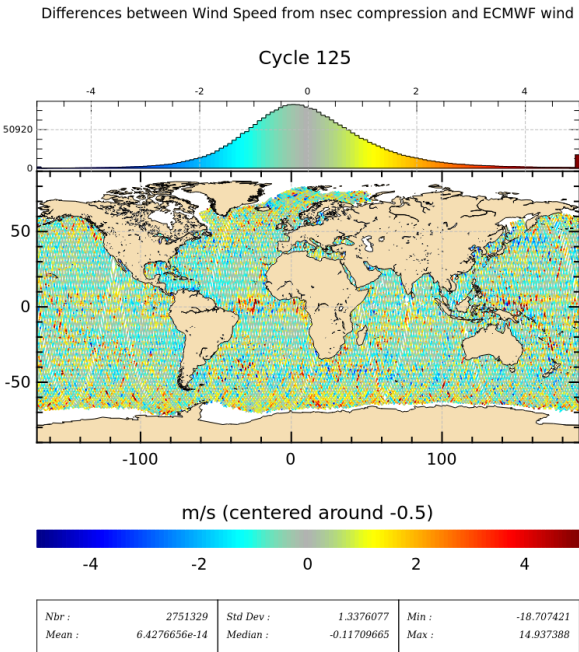 Differences between Wind Speed from nsec compression and ECMWF wind
Cycle 125
-4 -2 0 2 4
50920
0
50
0
-50
-100 0 100
m/s (centered around -0.5)
-4 -2 0 2 4
Nbr : 2751329 Std Dev : 1.3376077 Min : -18.707421
Mean : 6.4276656e-14 Median : -0.11709665 Max : 14.937388